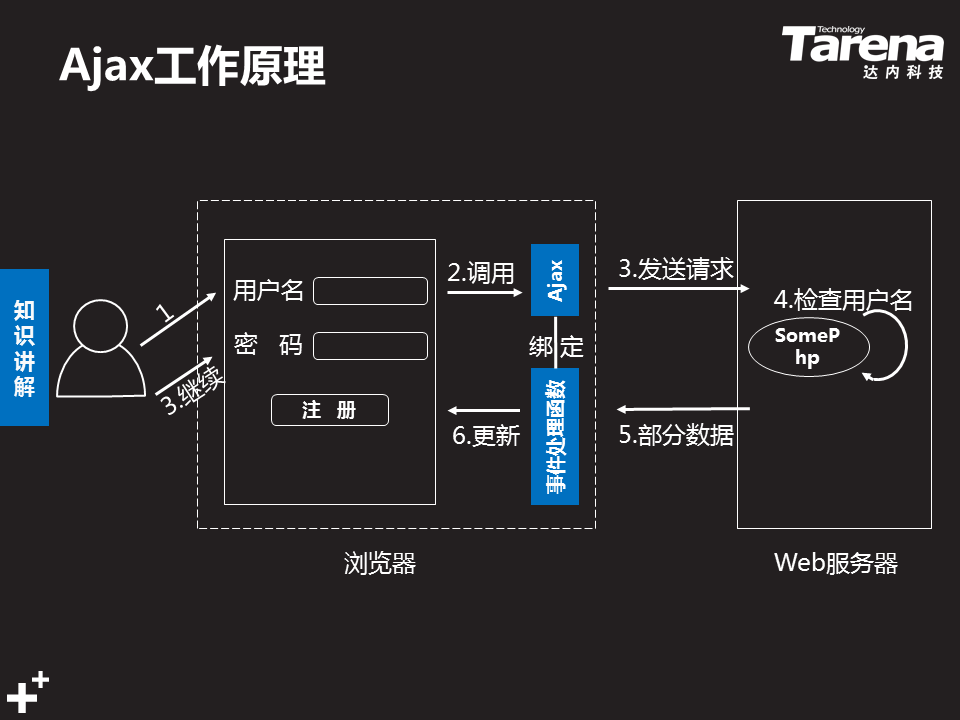 Ajax工作原理
Technology
Tarena
达内科技
知识讲解
1
3.继续
用户名
密 码
注 册
2.调用
Ajax
绑 定
事件处理函数
6.更新
3.发送请求
4.检查用户名
SomeP
hp
5.部分数据
浏览器
Web服务器